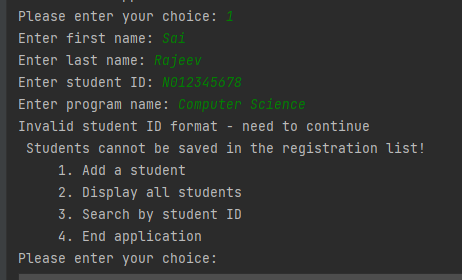 Please enter your choice: 1
Enter first name: Sai
Enter last name: Rajeev
Enter student ID: N012345678
Enter program name: Computer Science
Invalid student ID format - need to continue
Students cannot be saved in the registration list!
1. Add a student
2. Display all students
3. Search by student ID
4. End application
Please enter your choice: